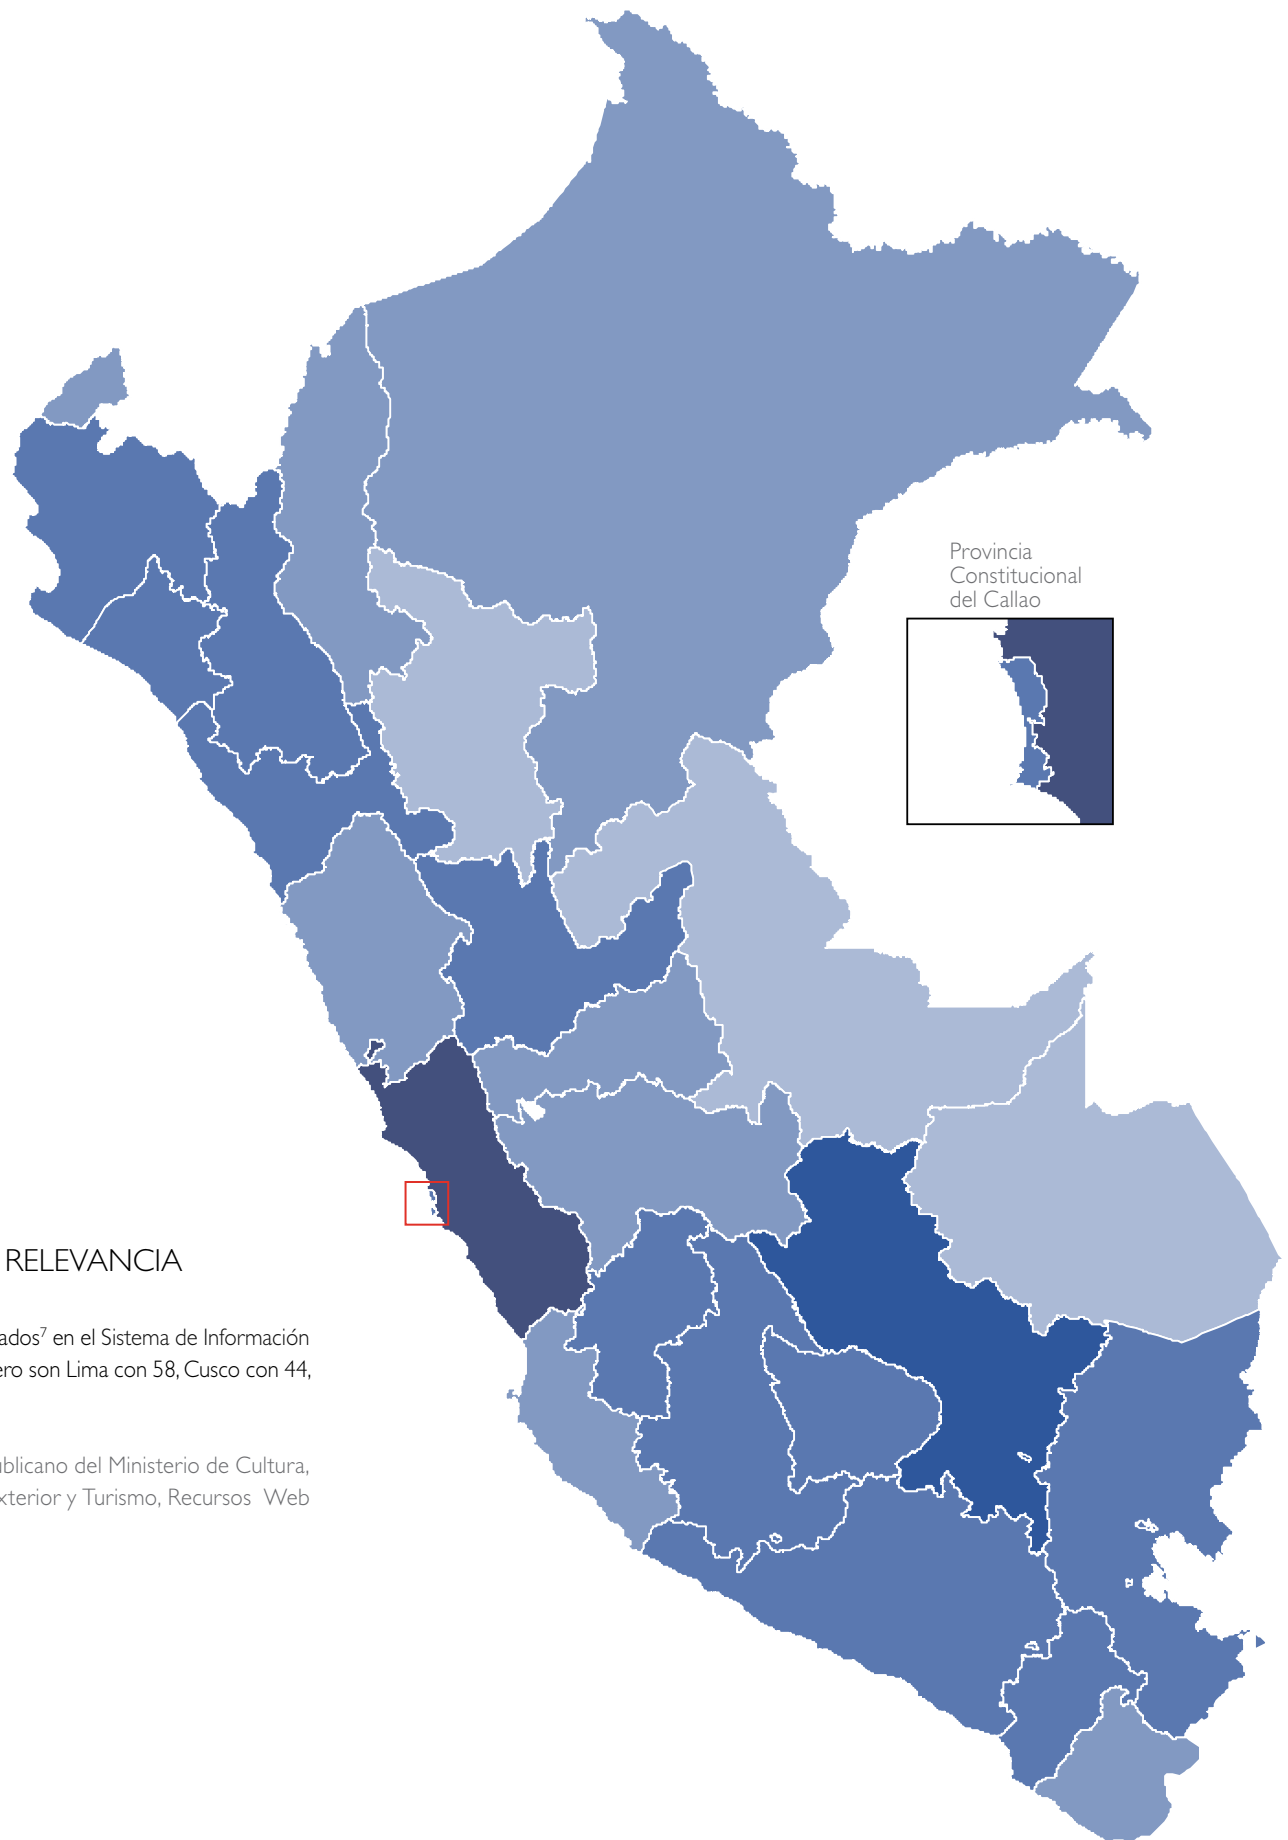 Provincia
Constitucional
del Callao
RELEVANCIA
ados⁷ en el Sistema de Información
ero son Lima con 58, Cusco con 44,
ublicano del Ministerio de Cultura,
xterior y Turismo, Recursos Web